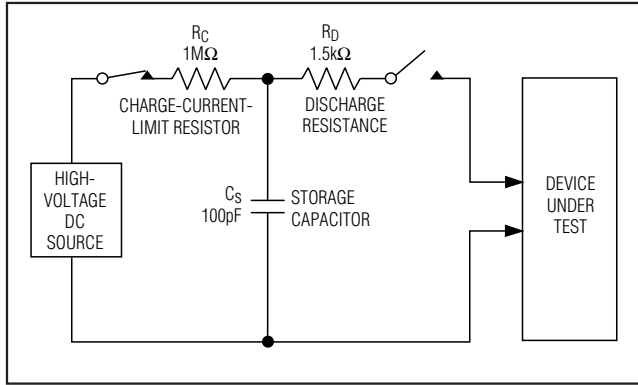 R_C
1MΩ
CHARGE-CURRENT-
LIMIT RESISTOR
R_D
1.5kΩ
DISCHARGE
RESISTANCE
HIGH-
VOLTAGE
DC
SOURCE
C_S
100pF
STORAGE
CAPACITOR
DEVICE
UNDER
TEST